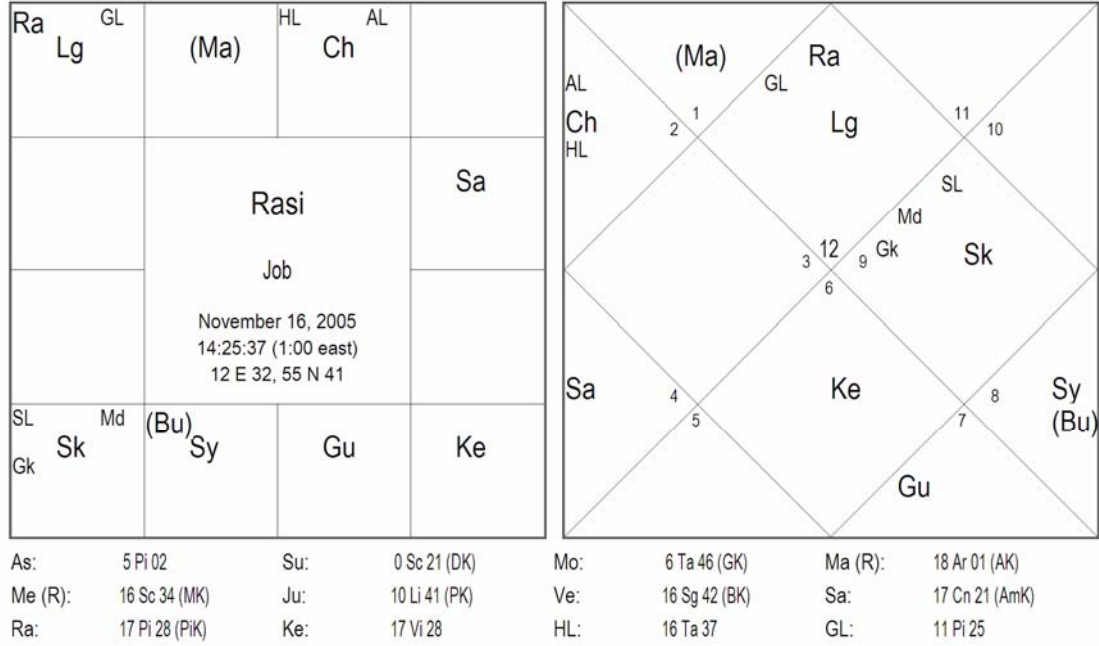 Ra GL HL AL
Lg (Ma) Ch
Sa
Rasi
Job
November 16, 2005
14:25:37 (1:00 east)
12 E 32, 55 N 41
SL Md (Bu)
Sk Sy Gu Ke
Gk
(Ma) Ra
AL GL
Ch 1 Lg 11
2 10
HL
SL
Md
12 Gk Sk
3 9
6
Sa 4 Ke 8 Sy
5 7 (Bu)
Gu
As: 5 Pi 02 Su: 0 Sc 21 (DK) Mo: 6 Ta 46 (GK) Ma (R): 18 Ar 01 (AK)
Me (R): 16 Sc 34 (MK) Ju: 10 Li 41 (PK) Ve: 16 Sg 42 (BK) Sa: 17 Cn 21 (AmK)
Ra: 17 Pi 28 (PiK) Ke: 17 Vi 28 HL: 16 Ta 37 GL: 11 Pi 25